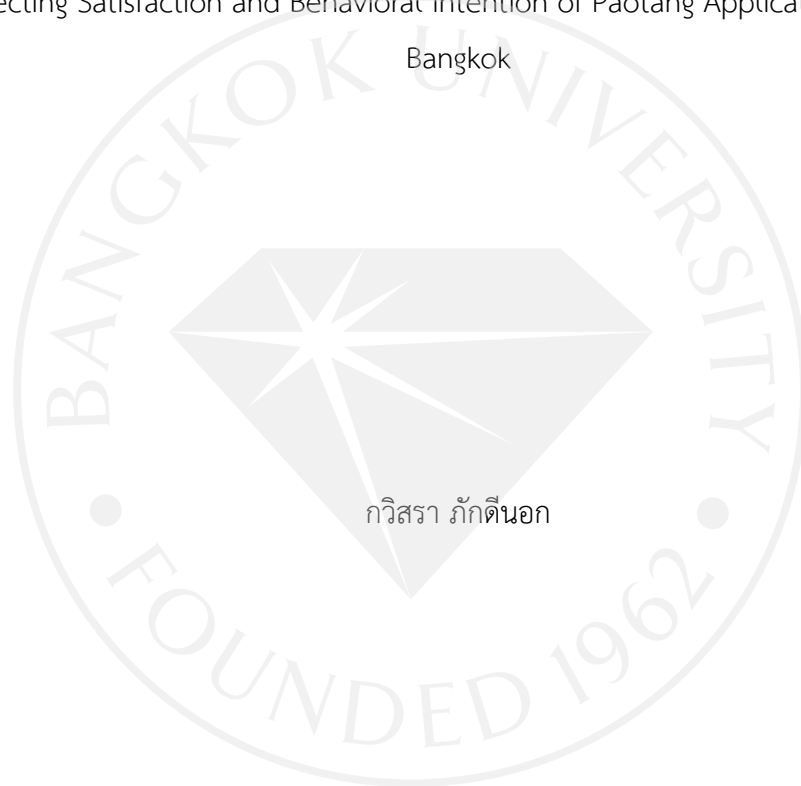 ecting Satisfaction and Behavioral Intention of Paotang Applicat
Bangkok
BANGKOK UNIVERSITY
กวิสรา ภักดีนอก
FOUNDED 1962